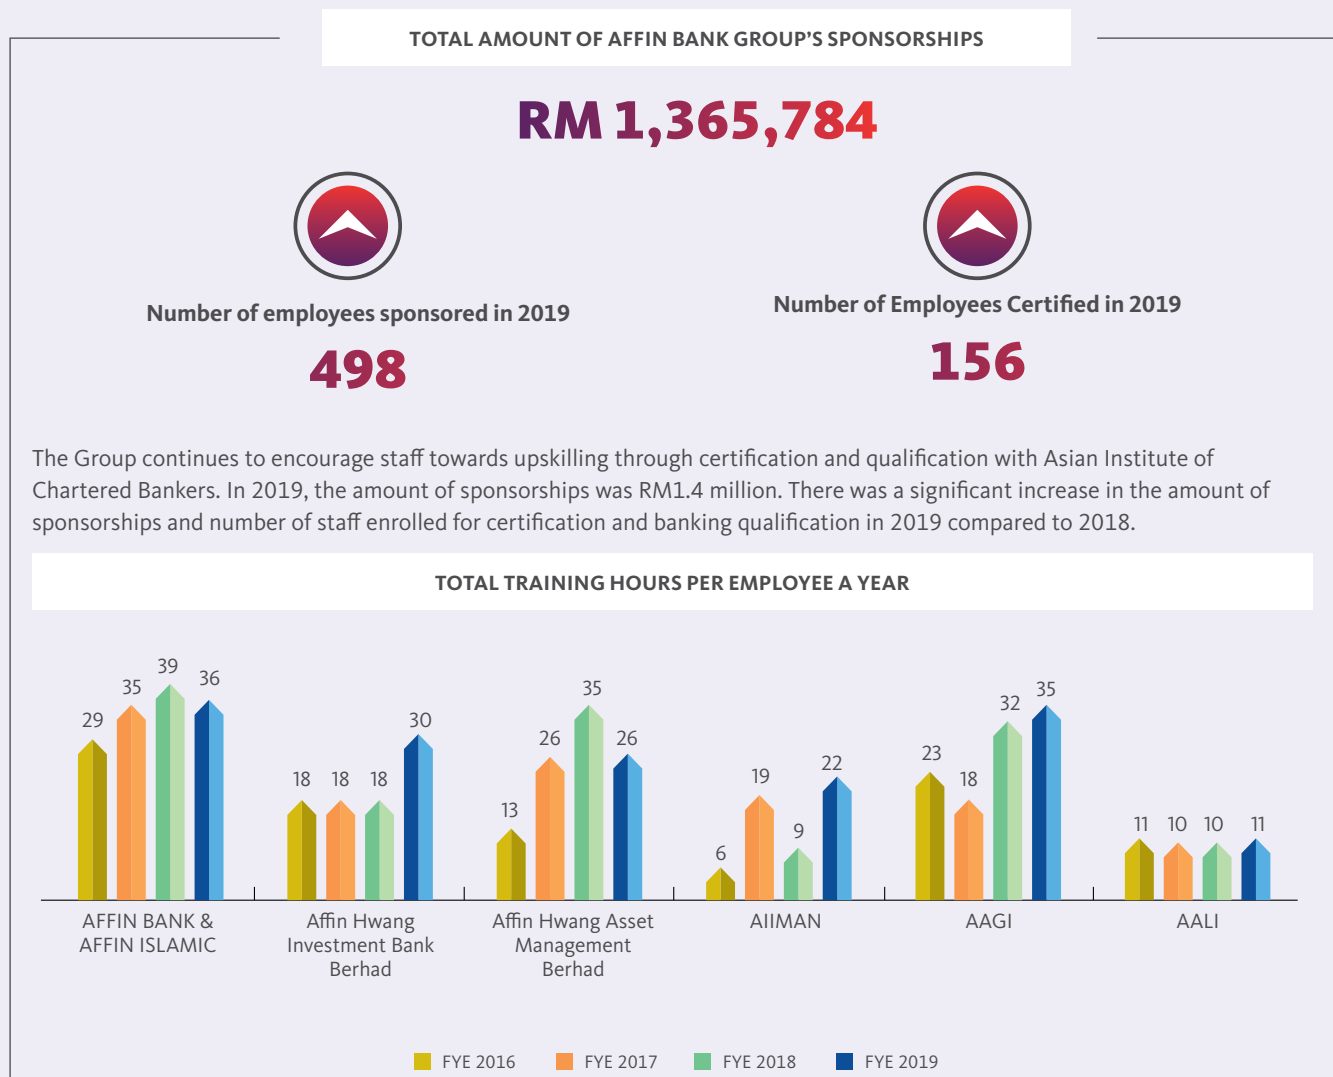 TOTAL AMOUNT OF AFFIN BANK GROUP'S SPONSORSHIPS
RM 1,365,784
Number of employees sponsored in 2019
498
Number of Employees Certified in 2019
156
The Group continues to encourage staff towards upskilling through certification and qualification with Asian Institute of
Chartered Bankers. In 2019, the amount of sponsorships was RM1.4 million. There was a significant increase in the amount of
sponsorships and number of staff enrolled for certification and banking qualification in 2019 compared to 2018.
TOTAL TRAINING HOURS PER EMPLOYEE A YEAR
29 35 39 36
18 18 18 30
13 26 35 26
6 19 9 22
23 18 32 35
11 10 10 11
AFFIN BANK &
AFFIN ISLAMIC
Affin Hwang
Investment Bank
Berhad
Affin Hwang Asset
Management
Berhad
AIIMAN
AAGI
AALI
FYE 2016 FYE 2017 FYE 2018 FYE 2019